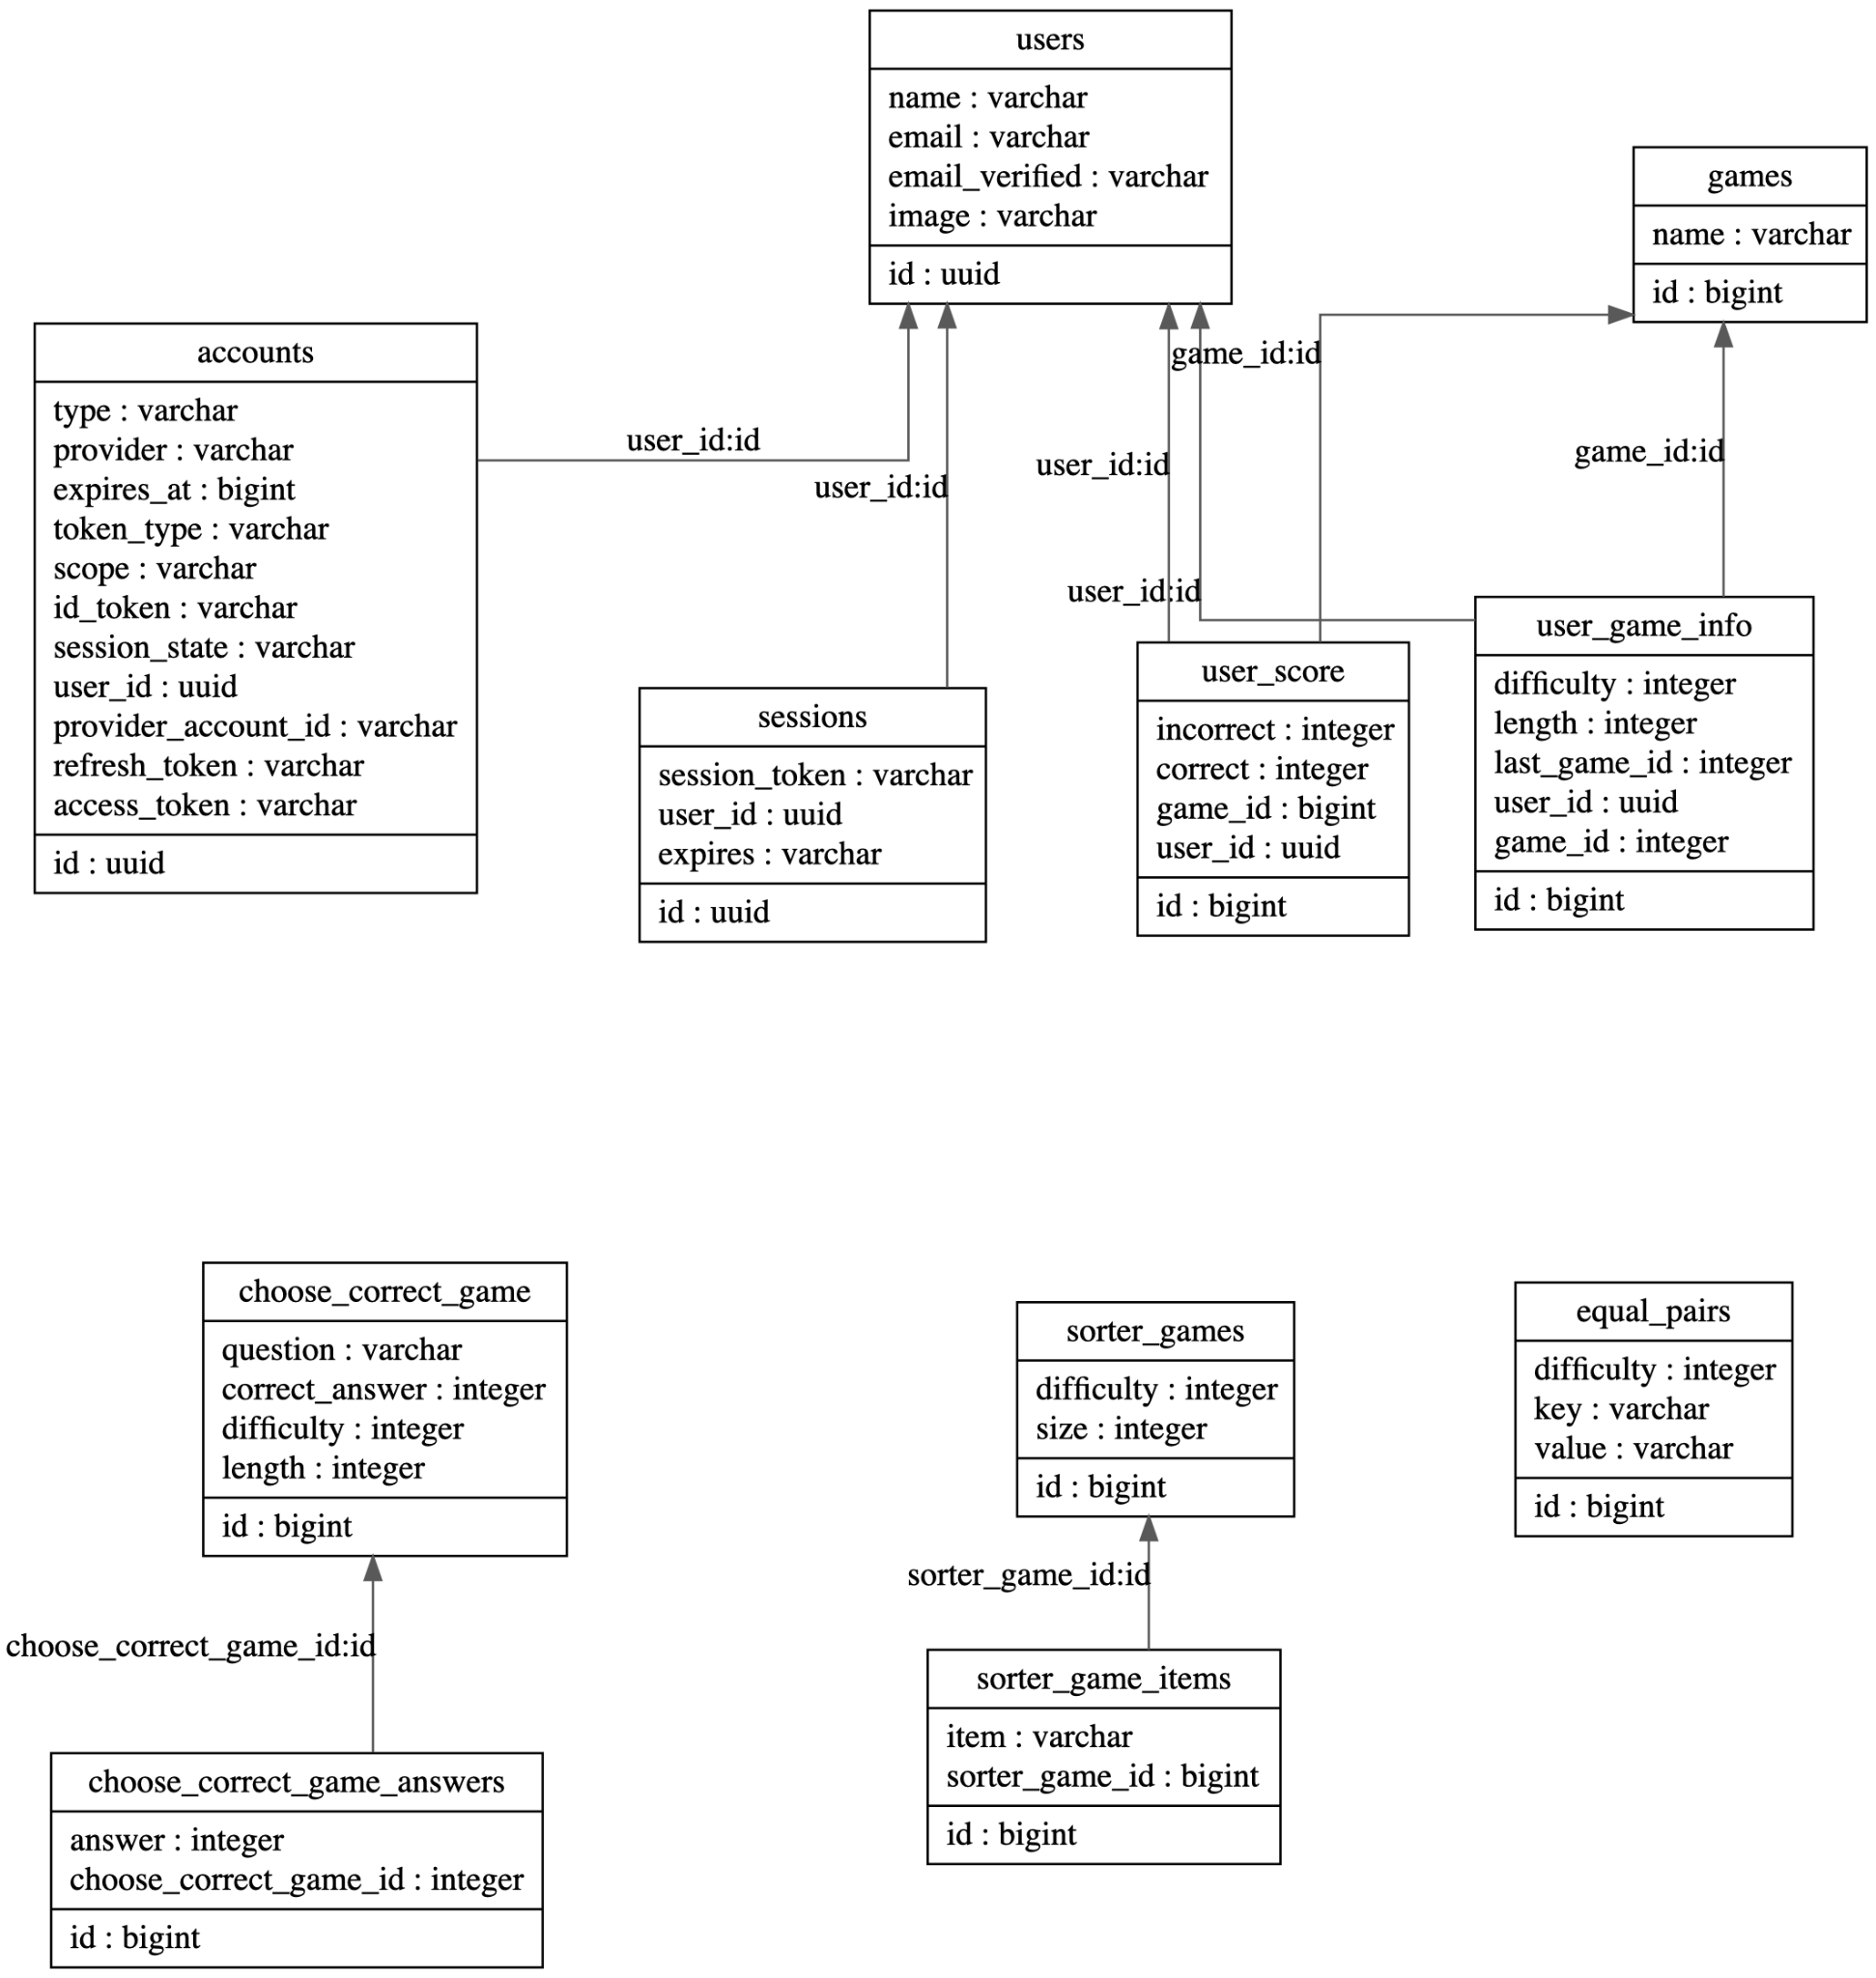 users
name : varchar
email : varchar
email_verified : varchar
image : varchar
id : uuid
games
name : varchar
id : bigint
accounts
type : varchar
provider : varchar
expires_at : bigint
token_type : varchar
scope : varchar
id_token : varchar
session_state : varchar
user_id : uuid
provider_account_id : varchar
refresh_token : varchar
access_token : varchar
id : uuid
user_id:id
user_id:id
user_id:id
game_id:id
user_id:id
game_id:id
sessions
session_token : varchar
user_id : uuid
expires : varchar
id : uuid
user_score
incorrect : integer
correct : integer
game_id : bigint
user_id : uuid
id : bigint
user_game_info
difficulty : integer
length : integer
last_game_id : integer
user_id : uuid
game_id : integer
id : bigint
choose_correct_game
question : varchar
correct_answer : integer
difficulty : integer
length : integer
id : bigint
choose_correct_game_id:id
choose_correct_game_answers
answer : integer
choose_correct_game_id : integer
id : bigint
sorter_games
difficulty : integer
size : integer
id : bigint
sorter_game_id:id
sorter_game_items
item : varchar
sorter_game_id : bigint
id : bigint
equal_pairs
difficulty : integer
key : varchar
value : varchar
id : bigint